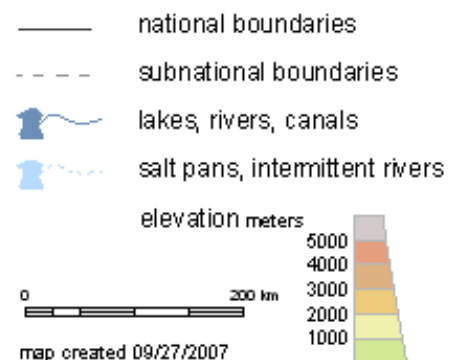 national boundaries
subnational boundaries
lakes, rivers, canals
salt pans, intermittent rivers
elevation meters
5000
4000
3000
2000
1000
0 200 km
map created 09/27/2007